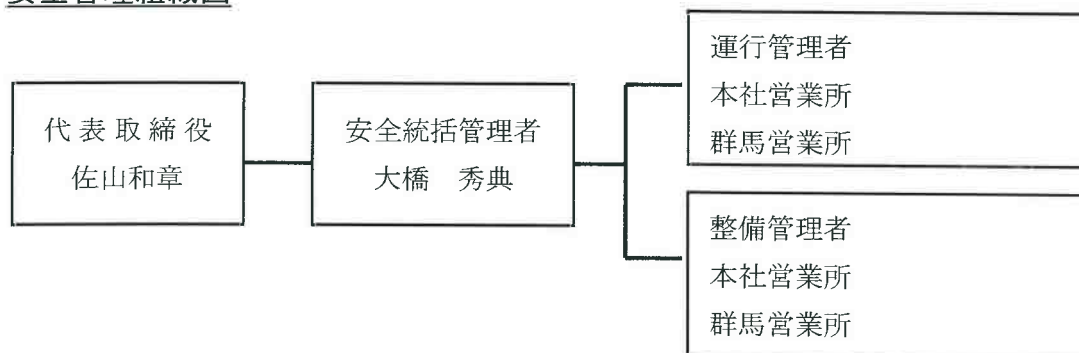 安全管理組織図
代表取締役
佐山和章
安全統括管理者
大橋　秀典
運行管理者
本社営業所
群馬営業所
整備管理者
本社営業所
群馬営業所